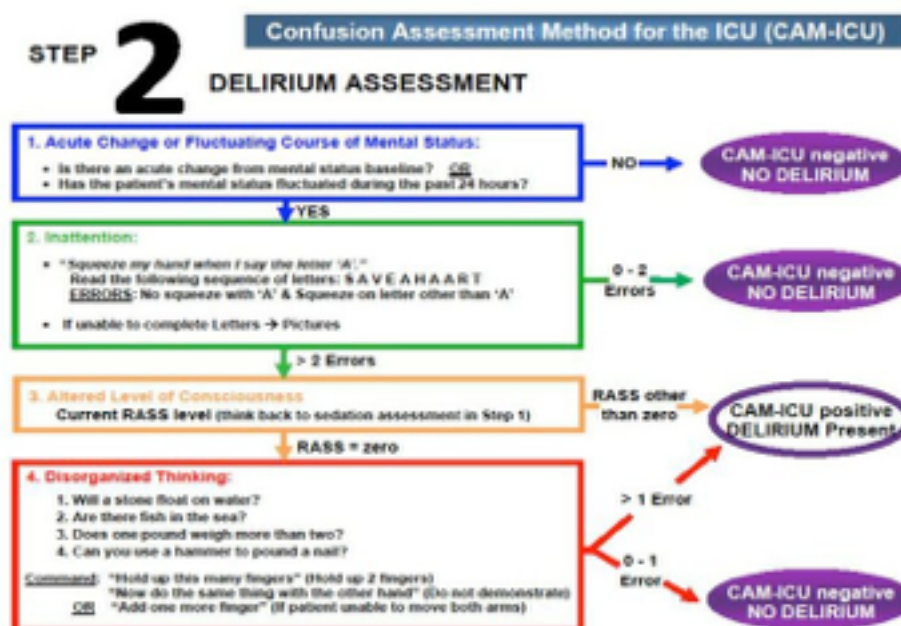 Confusion Assessment Method for the ICU (CAM-ICU)
STEP 2 DELIRIUM ASSESSMENT
1. Acute Change or Fluctuating Course of Mental Status:
• Is there an acute change from mental status baseline? OR
• Has the patient's mental status fluctuated during the past 24 hours?
NO
CAM-ICU negative
NO DELIRIUM
YES
2. Inattention:
• "Squeeze my hand when I say the letter 'A'."
Read the following sequence of letters: S A V E A H A A R T
ERRORS: No squeeze with 'A' & Squeeze on letter other than 'A'
• If unable to complete Letters → Pictures
0 - 2
Errors
CAM-ICU negative
NO DELIRIUM
> 2 Errors
3. Altered Level of Consciousness
Current RASS level (think back to sedation assessment in Step 1)
RASS other
than zero
CAM-ICU positive
DELIRIUM Present
RASS = zero
4. Disorganized Thinking:
1. Will a stone float on water?
2. Are there fish in the sea?
3. Does one pound weigh more than two?
4. Can you use a hammer to pound a nail?
Command: "Hold up this many fingers" (Hold up 2 fingers)
"Now do the same thing with the other hand" (Do not demonstrate)
OR "Add one more finger" (If patient unable to move both arms)
> 1 Error
0 - 1
Error
CAM-ICU negative
NO DELIRIUM